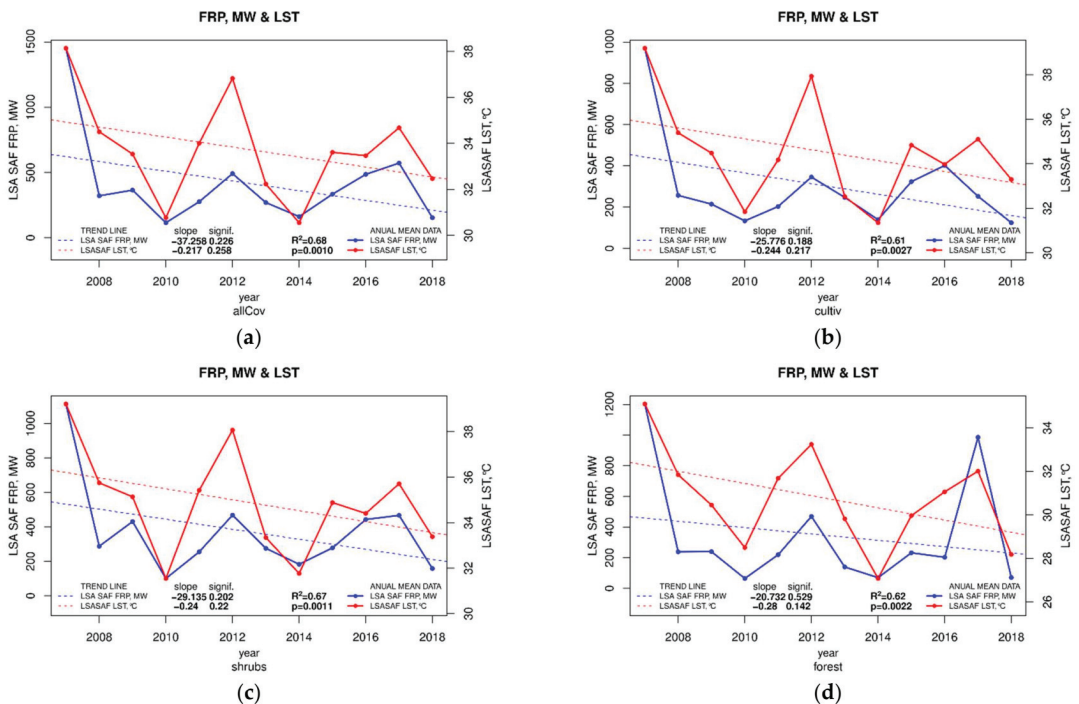 FRP, MW & LST
LSA SAF FRP, MW
1500
1000
500
0
38
36
34
32
30
LSASAF LST, ºC
TREND LINE slope signif. ANUAL MEAN DATA
LSA SAF FRP, MW −37.258 0.226 R²=0.68 LSA SAF FRP, MW
LSASAF LST, ºC −0.217 0.258 p=0.0010 LSASAF LST, ºC
2008 2010 2012 2014 2016 2018
year
allCov
(a)
FRP, MW & LST
LSA SAF FRP, MW
1000
800
600
400
200
0
38
36
34
32
30
LSASAF LST, ºC
TREND LINE slope signif. ANUAL MEAN DATA
LSA SAF FRP, MW −25.776 0.188 R²=0.61 LSA SAF FRP, MW
LSASAF LST, ºC −0.244 0.217 p=0.0027 LSASAF LST, ºC
2008 2010 2012 2014 2016 2018
year
cultiv
(b)
FRP, MW & LST
LSA SAF FRP, MW
1000
800
600
400
200
0
38
36
34
32
30
LSASAF LST, ºC
TREND LINE slope signif. ANUAL MEAN DATA
LSA SAF FRP, MW −29.135 0.202 R²=0.67 LSA SAF FRP, MW
LSASAF LST, ºC −0.24 0.22 p=0.0011 LSASAF LST, ºC
2008 2010 2012 2014 2016 2018
year
shrubs
(c)
FRP, MW & LST
LSA SAF FRP, MW
1200
800
600
400
200
0
34
32
30
28
26
LSASAF LST, ºC
TREND LINE slope signif. ANUAL MEAN DATA
LSA SAF FRP, MW −20.732 0.529 R²=0.62 LSA SAF FRP, MW
LSASAF LST, ºC −0.28 0.142 p=0.0022 LSASAF LST, ºC
2008 2010 2012 2014 2016 2018
year
forest
(d)